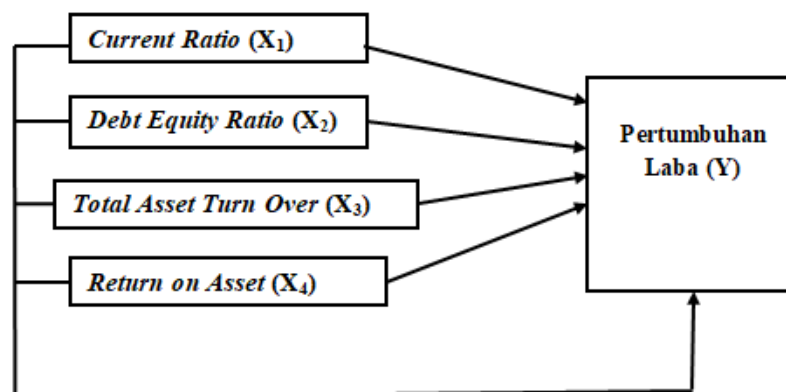 Current Ratio (X₁)
Debt Equity Ratio (X₂)
Total Asset Turn Over (X₃)
Return on Asset (X₄)
Pertumbuhan
Laba (Y)